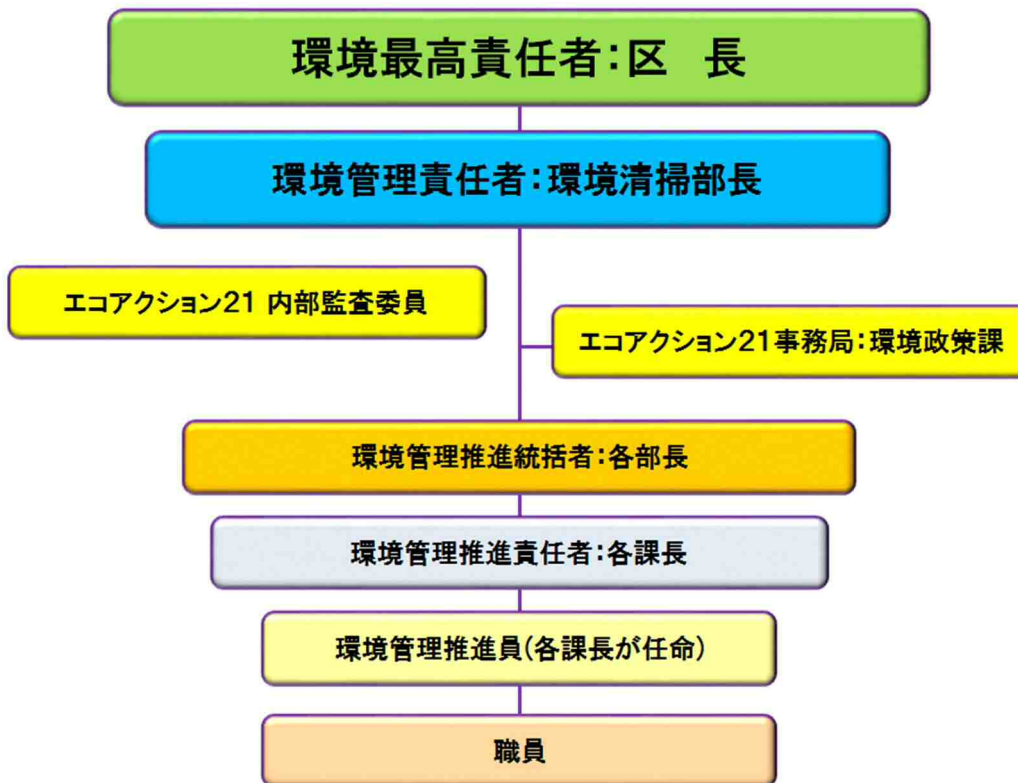 環境最高責任者：区　長
環境管理責任者：環境清掃部長
エコアクション21 内部監査委員
エコアクション21事務局：環境政策課
環境管理推進統括者：各部長
環境管理推進責任者：各課長
環境管理推進員(各課長が任命)
職員